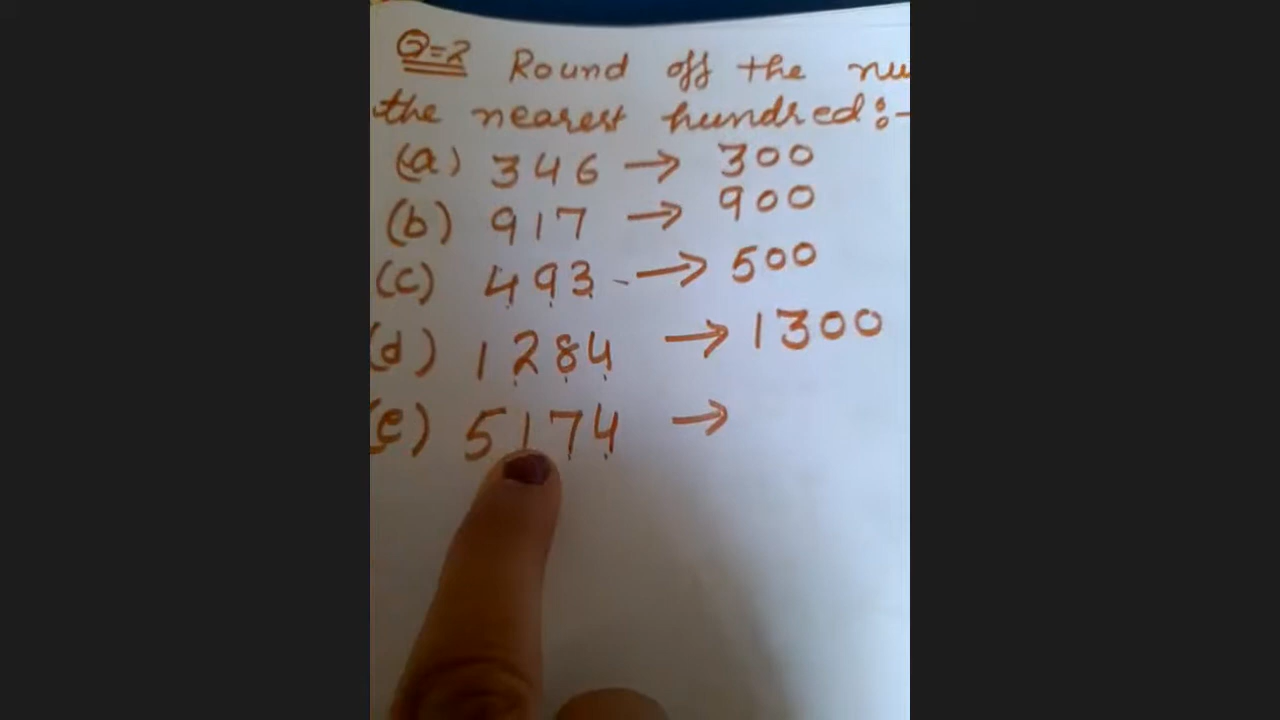 Q=2 Round off the
the nearest hundred:-
(a) 346 → 300
(b) 917 → 900
(c) 493 → 500
(d) 1284 → 1300
(e) 5174 →